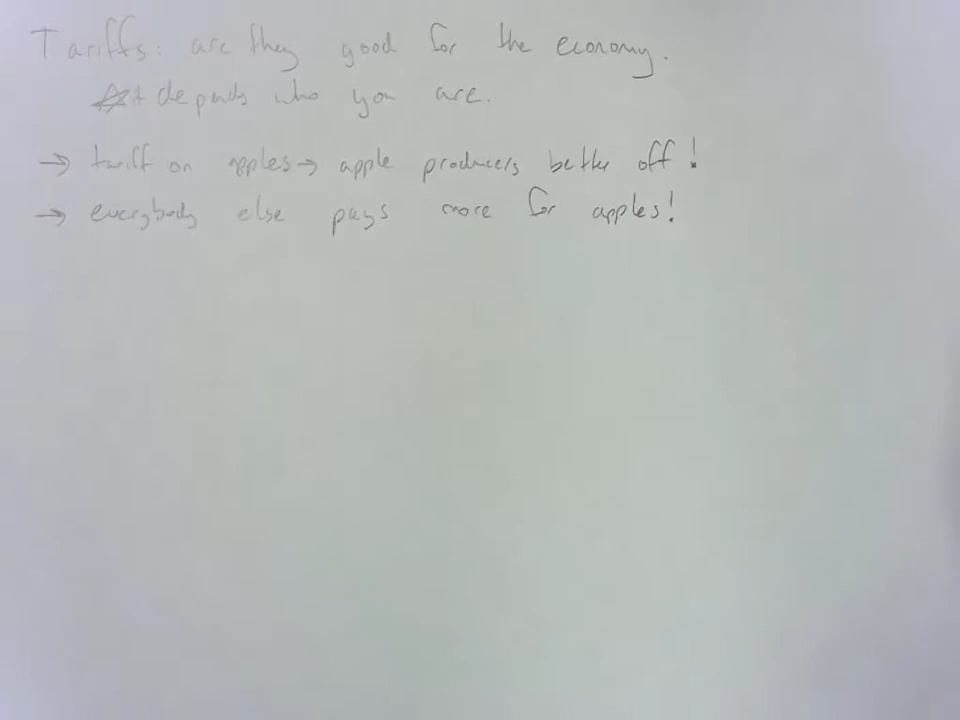 Tariffs: are they good for the economy.
it depends who you are.
→ tariff on apples → apple producers better off!
→ everybody else pays more for apples!